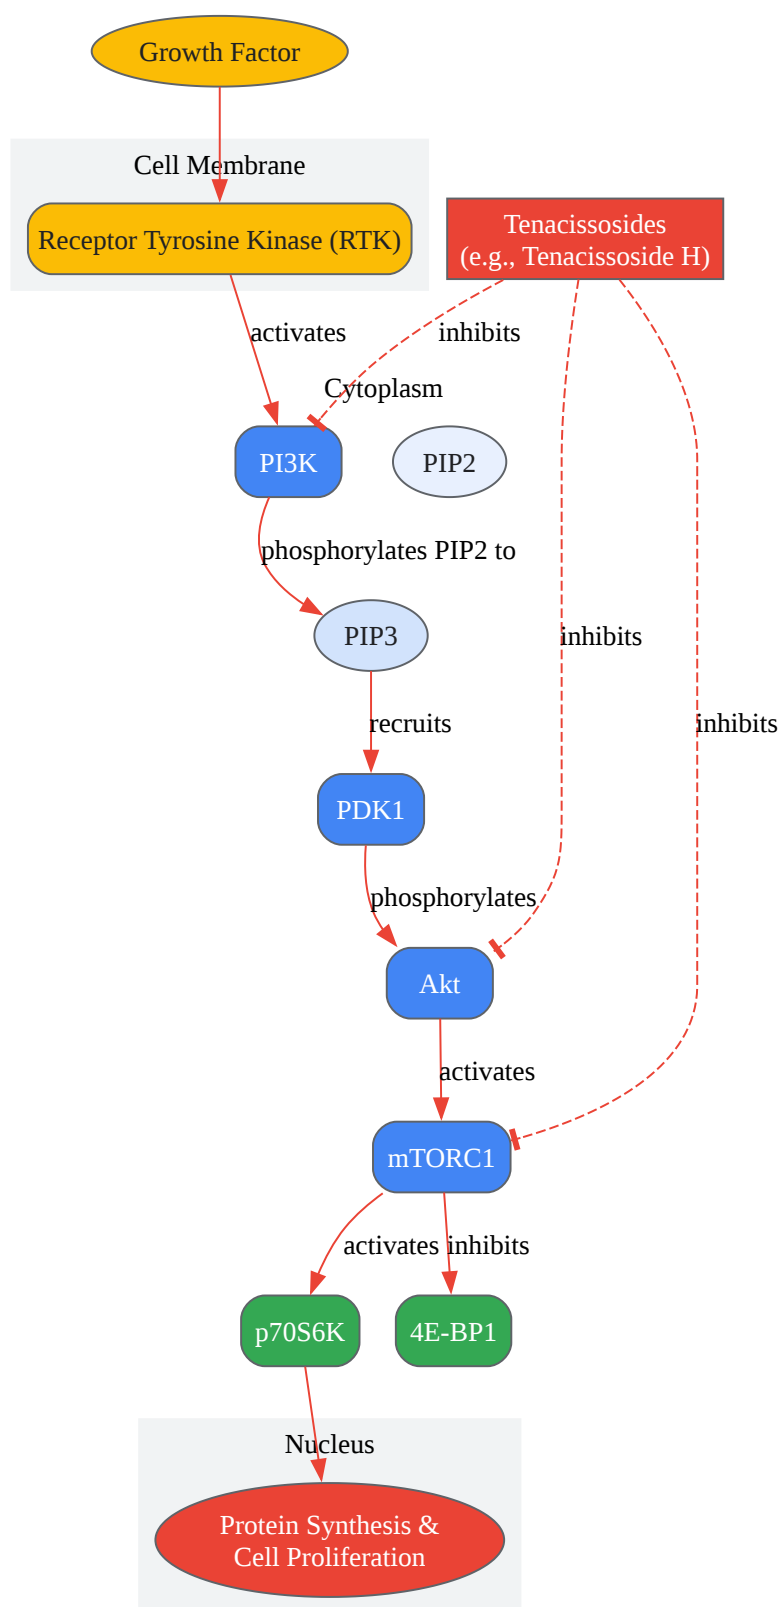 Growth Factor
Cell Membrane
Receptor Tyrosine Kinase (RTK)
Tenacissosides
(e.g., Tenacissoside H)
activates
inhibits
Cytoplasm
PI3K
PIP2
phosphorylates PIP2 to
PIP3
inhibits
recruits
inhibits
PDK1
phosphorylates
Akt
activates
mTORC1
activates
inhibits
p70S6K
4E-BP1
Nucleus
Protein Synthesis &
Cell Proliferation